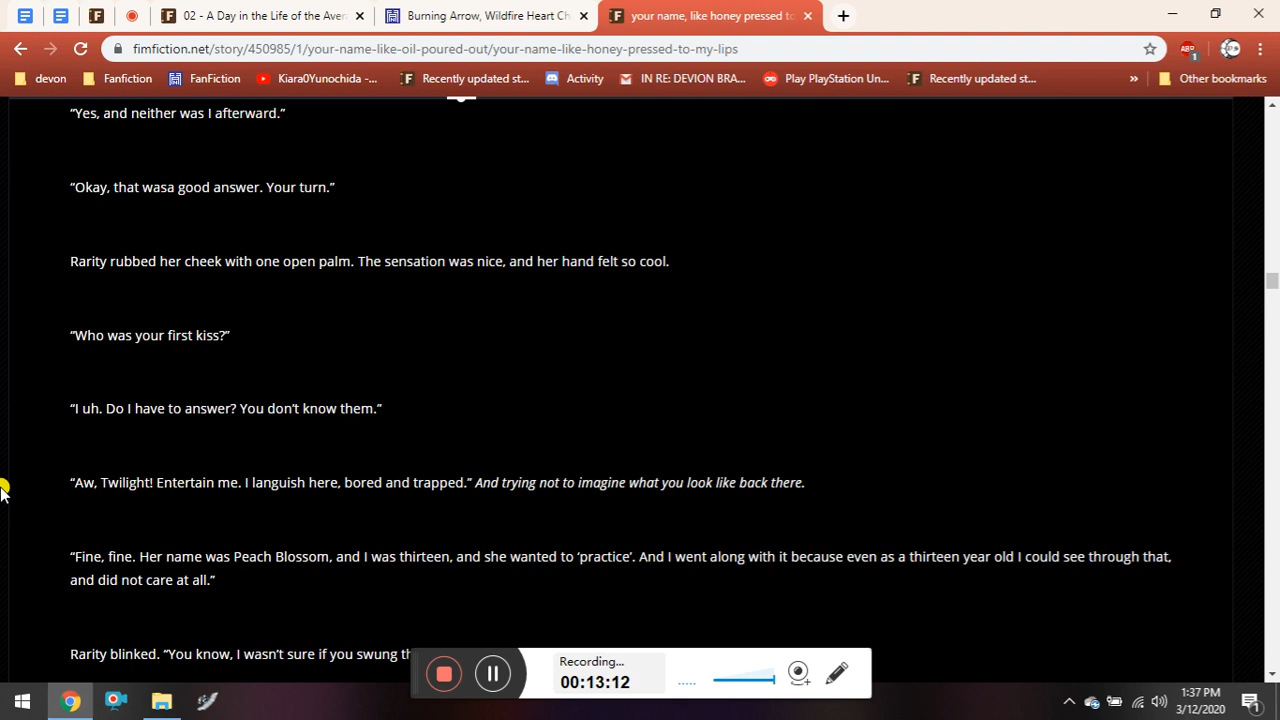 02 - A Day in the Life of the Aver
Burning Arrow, Wildfire Heart Ch
your name, like honey pressed to
fimfiction.net/story/450985/1/your-name-like-oil-poured-out/your-name-like-honey-pressed-to-my-lips
ABP
1
devon
Fanfiction
FanFiction
Kiara0Yunochida - ...
Recently updated st...
Activity
IN RE: DEVION BRA...
Play PlayStation Un...
Recently updated st...
»
Other bookmarks
“Yes, and neither was I afterward.”
“Okay, that wasa good answer. Your turn.”
Rarity rubbed her cheek with one open palm. The sensation was nice, and her hand felt so cool.
“Who was your first kiss?”
“I uh. Do I have to answer? You don’t know them.”
“Aw, Twilight! Entertain me. I languish here, bored and trapped.” And trying not to imagine what you look like back there.
“Fine, fine. Her name was Peach Blossom, and I was thirteen, and she wanted to ‘practice’. And I went along with it because even as a thirteen year old I could see through that,
and did not care at all.”
Rarity blinked. “You know, I wasn’t sure if you swung th
Recording...
00:13:12
1:37 PM
3/12/2020
1